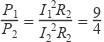 P₁/P₂ = I₁²R₂/I₂²R₂ = 9/4